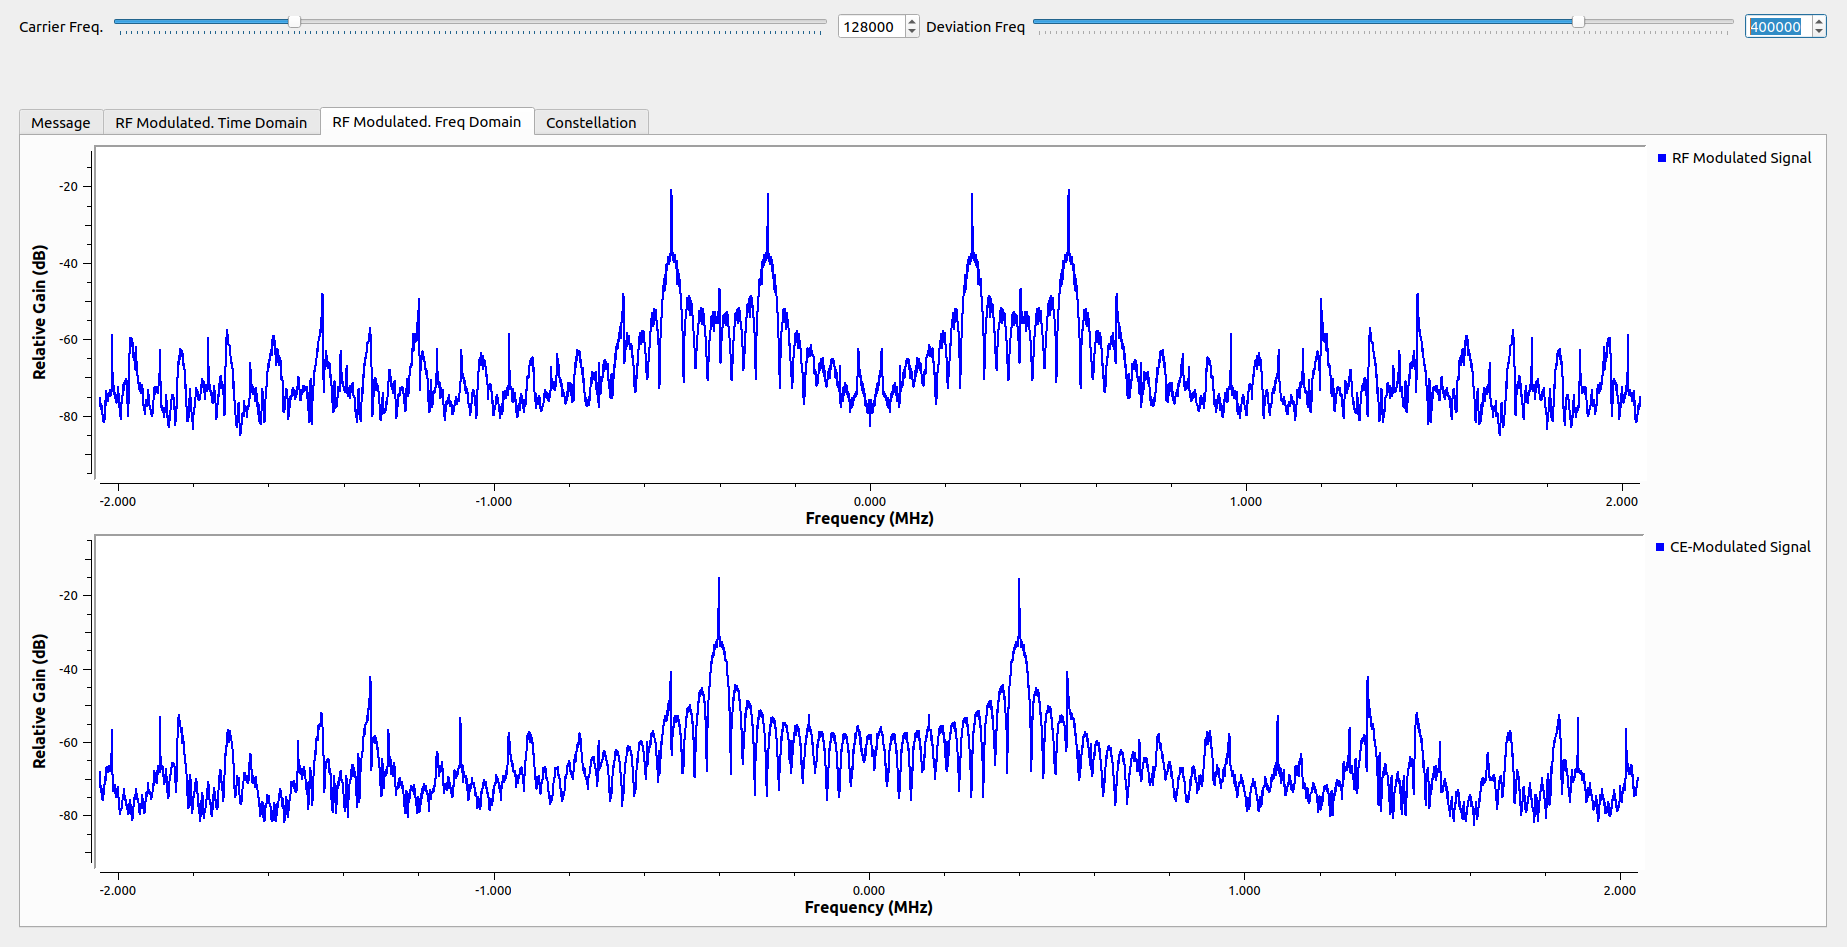 Carrier Freq. 128000 Deviation Freq 400000
Message RF Modulated. Time Domain RF Modulated. Freq Domain Constellation
RF Modulated Signal
-20
-40
-60
-80
Relative Gain (dB)
-2.000 -1.000 0.000 1.000 2.000
Frequency (MHz)
CE-Modulated Signal
-20
-40
-60
-80
Relative Gain (dB)
-2.000 -1.000 0.000 1.000 2.000
Frequency (MHz)